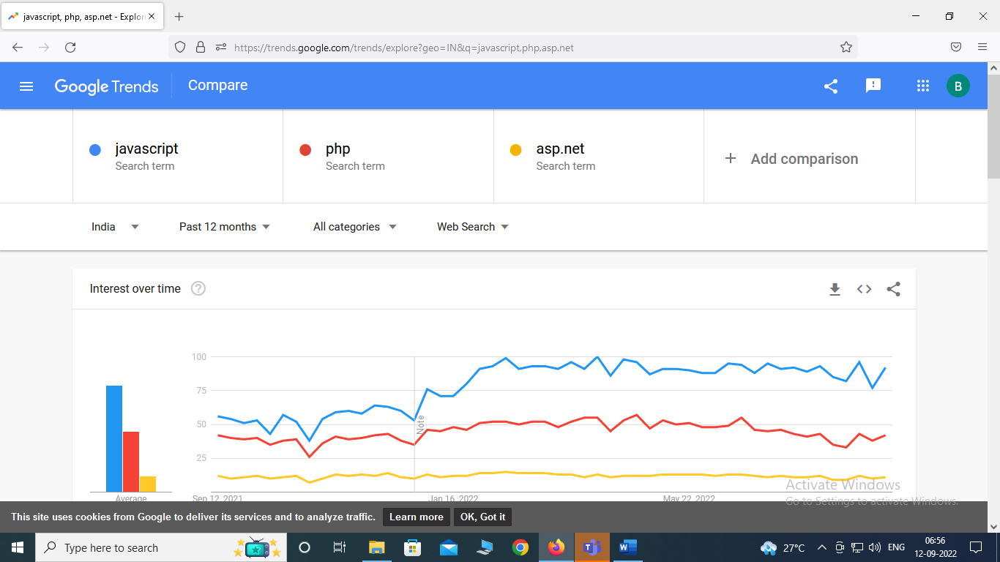 javascript, php, asp.net - Explor
https://trends.google.com/trends/explore?geo=IN&q=javascript,php,asp.net
Google Trends
Compare
B
javascript
Search term
php
Search term
asp.net
Search term
+ Add comparison
India
Past 12 months
All categories
Web Search
Interest over time
?
100
75
50
25
Note
Average
Sep 12, 2021
Jan 16, 2022
May 22, 2022
Activate Windows
Go to Settings to activate Windows.
This site uses cookies from Google to deliver its services and to analyze traffic.
Learn more
OK, Got it
Type here to search
27°C
ENG
06:56
12-09-2022